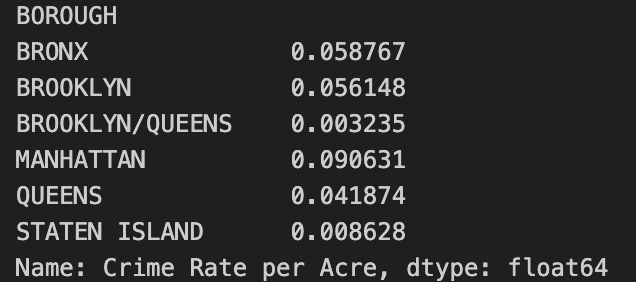 BOROUGH
BRONX 0.058767
BROOKLYN 0.056148
BROOKLYN/QUEENS 0.003235
MANHATTAN 0.090631
QUEENS 0.041874
STATEN ISLAND 0.008628
Name: Crime Rate per Acre, dtype: float64